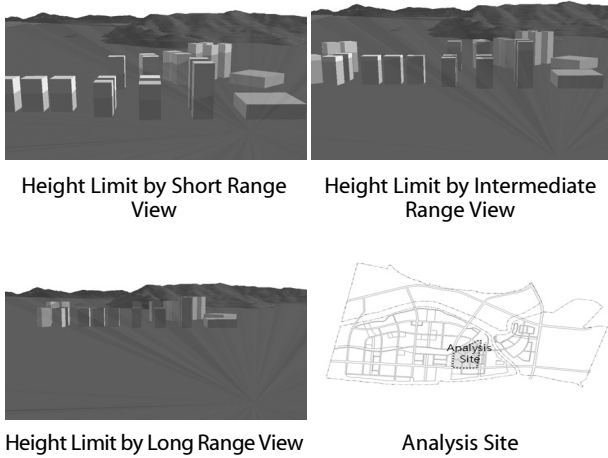 Height Limit by Short Range
View
Height Limit by Intermediate
Range View
Analysis
Site
Height Limit by Long Range View
Analysis Site